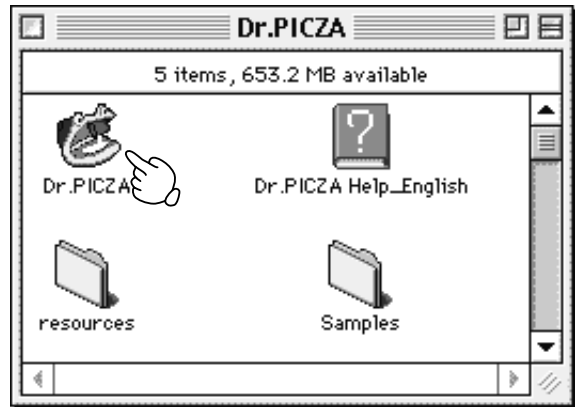 Dr.PICZA
5 items, 653.2 MB available
?
Dr.PICZA
Dr.PICZA Help_English
resources
Samples